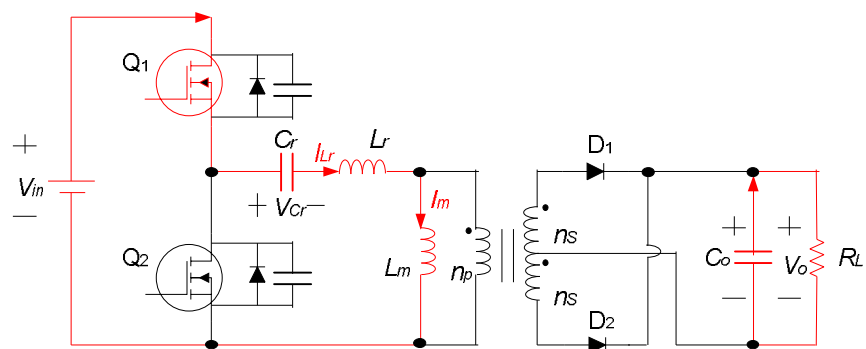 Q1
Cr
ILr
Lr
D1
+
Vin
−
+ VCr −
Im
Q2
Lm
np
nS
nS
+
Co
−
+
Vo
−
RL
D2